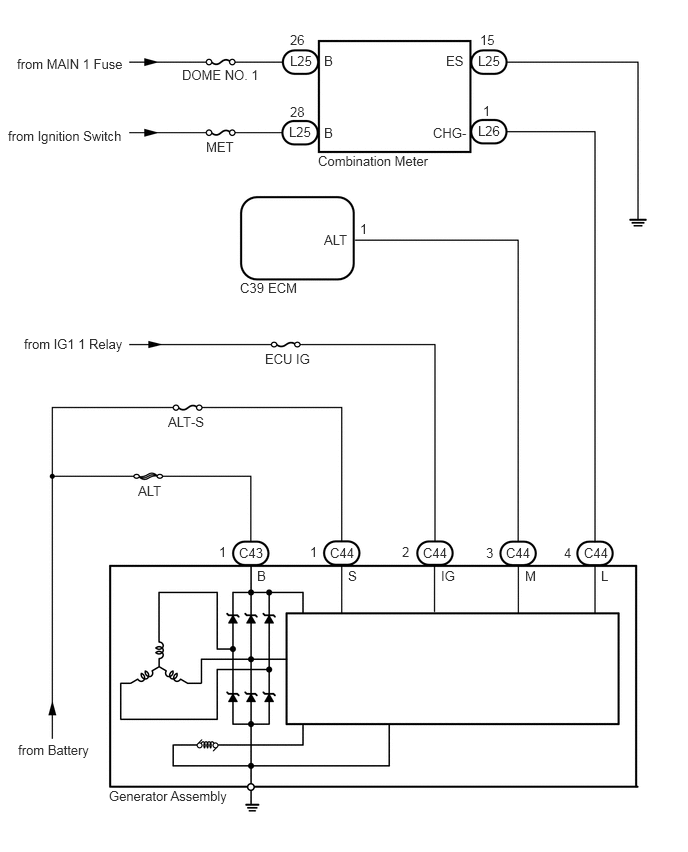 26
15
from MAIN 1 Fuse
L25
B
ES
L25
DOME NO. 1
28
1
from Ignition Switch
L25
B
CHG-
L26
MET
Combination Meter
ALT
1
C39 ECM
from IG1 1 Relay
ECU IG
ALT-S
ALT
1
C43
1
C44
2
C44
3
C44
4
C44
B
S
IG
M
L
from Battery
Generator Assembly